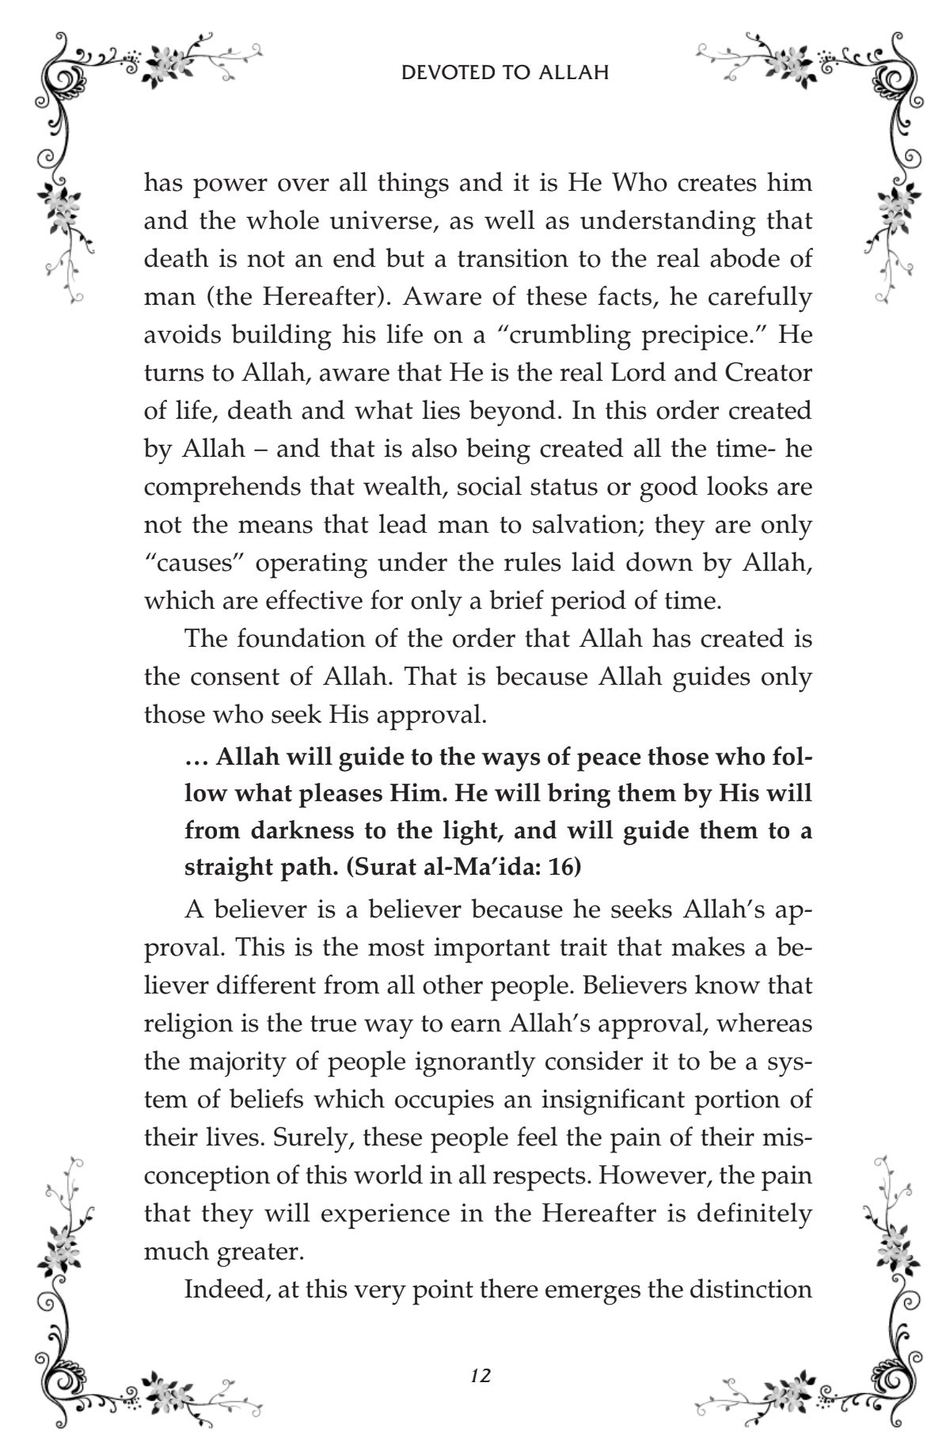 DEVOTED TO ALLAH
has power over all things and it is He Who creates him
and the whole universe, as well as understanding that
death is not an end but a transition to the real abode of
man (the Hereafter). Aware of these facts, he carefully
avoids building his life on a “crumbling precipice.” He
turns to Allah, aware that He is the real Lord and Creator
of life, death and what lies beyond. In this order created
by Allah – and that is also being created all the time- he
comprehends that wealth, social status or good looks are
not the means that lead man to salvation; they are only
“causes” operating under the rules laid down by Allah,
which are effective for only a brief period of time.
The foundation of the order that Allah has created is
the consent of Allah. That is because Allah guides only
those who seek His approval.
… Allah will guide to the ways of peace those who fol-
low what pleases Him. He will bring them by His will
from darkness to the light, and will guide them to a
straight path. (Surat al-Ma’ida: 16)
A believer is a believer because he seeks Allah’s ap-
proval. This is the most important trait that makes a be-
liever different from all other people. Believers know that
religion is the true way to earn Allah’s approval, whereas
the majority of people ignorantly consider it to be a sys-
tem of beliefs which occupies an insignificant portion of
their lives. Surely, these people feel the pain of their mis-
conception of this world in all respects. However, the pain
that they will experience in the Hereafter is definitely
much greater.
Indeed, at this very point there emerges the distinction
12